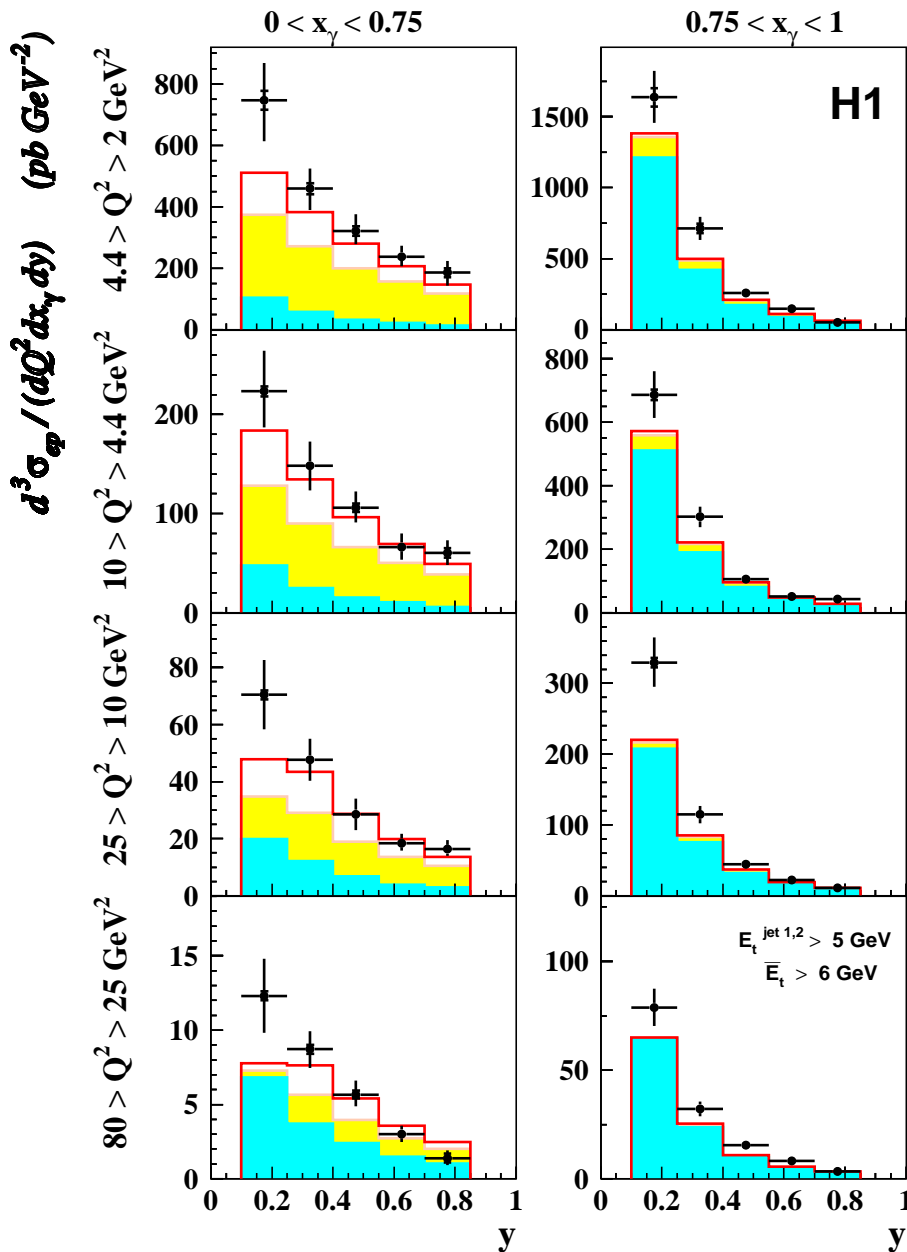 0 < xγ < 0.75
0.75 < xγ < 1
d³σep/(dQ²dxγdy) (pb GeV⁻²)
4.4 > Q² > 2 GeV²
800
600
400
200
0
H1
1500
1000
500
0
10 > Q² > 4.4 GeV²
200
100
0
800
600
400
200
0
25 > Q² > 10 GeV²
80
60
40
20
0
300
200
100
0
80 > Q² > 25 GeV²
15
10
5
0
Et jet 1,2 > 5 GeV
E̅t > 6 GeV
100
75
50
25
0
0 0.2 0.4 0.6 0.8 1
0 0.2 0.4 0.6 0.8 1
y
y